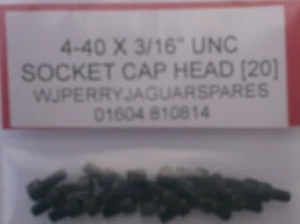 4-40 X 3/16" UNC
SOCKET CAP HEAD [20]
WJPERRYJAGUARSPARES
01604 810814